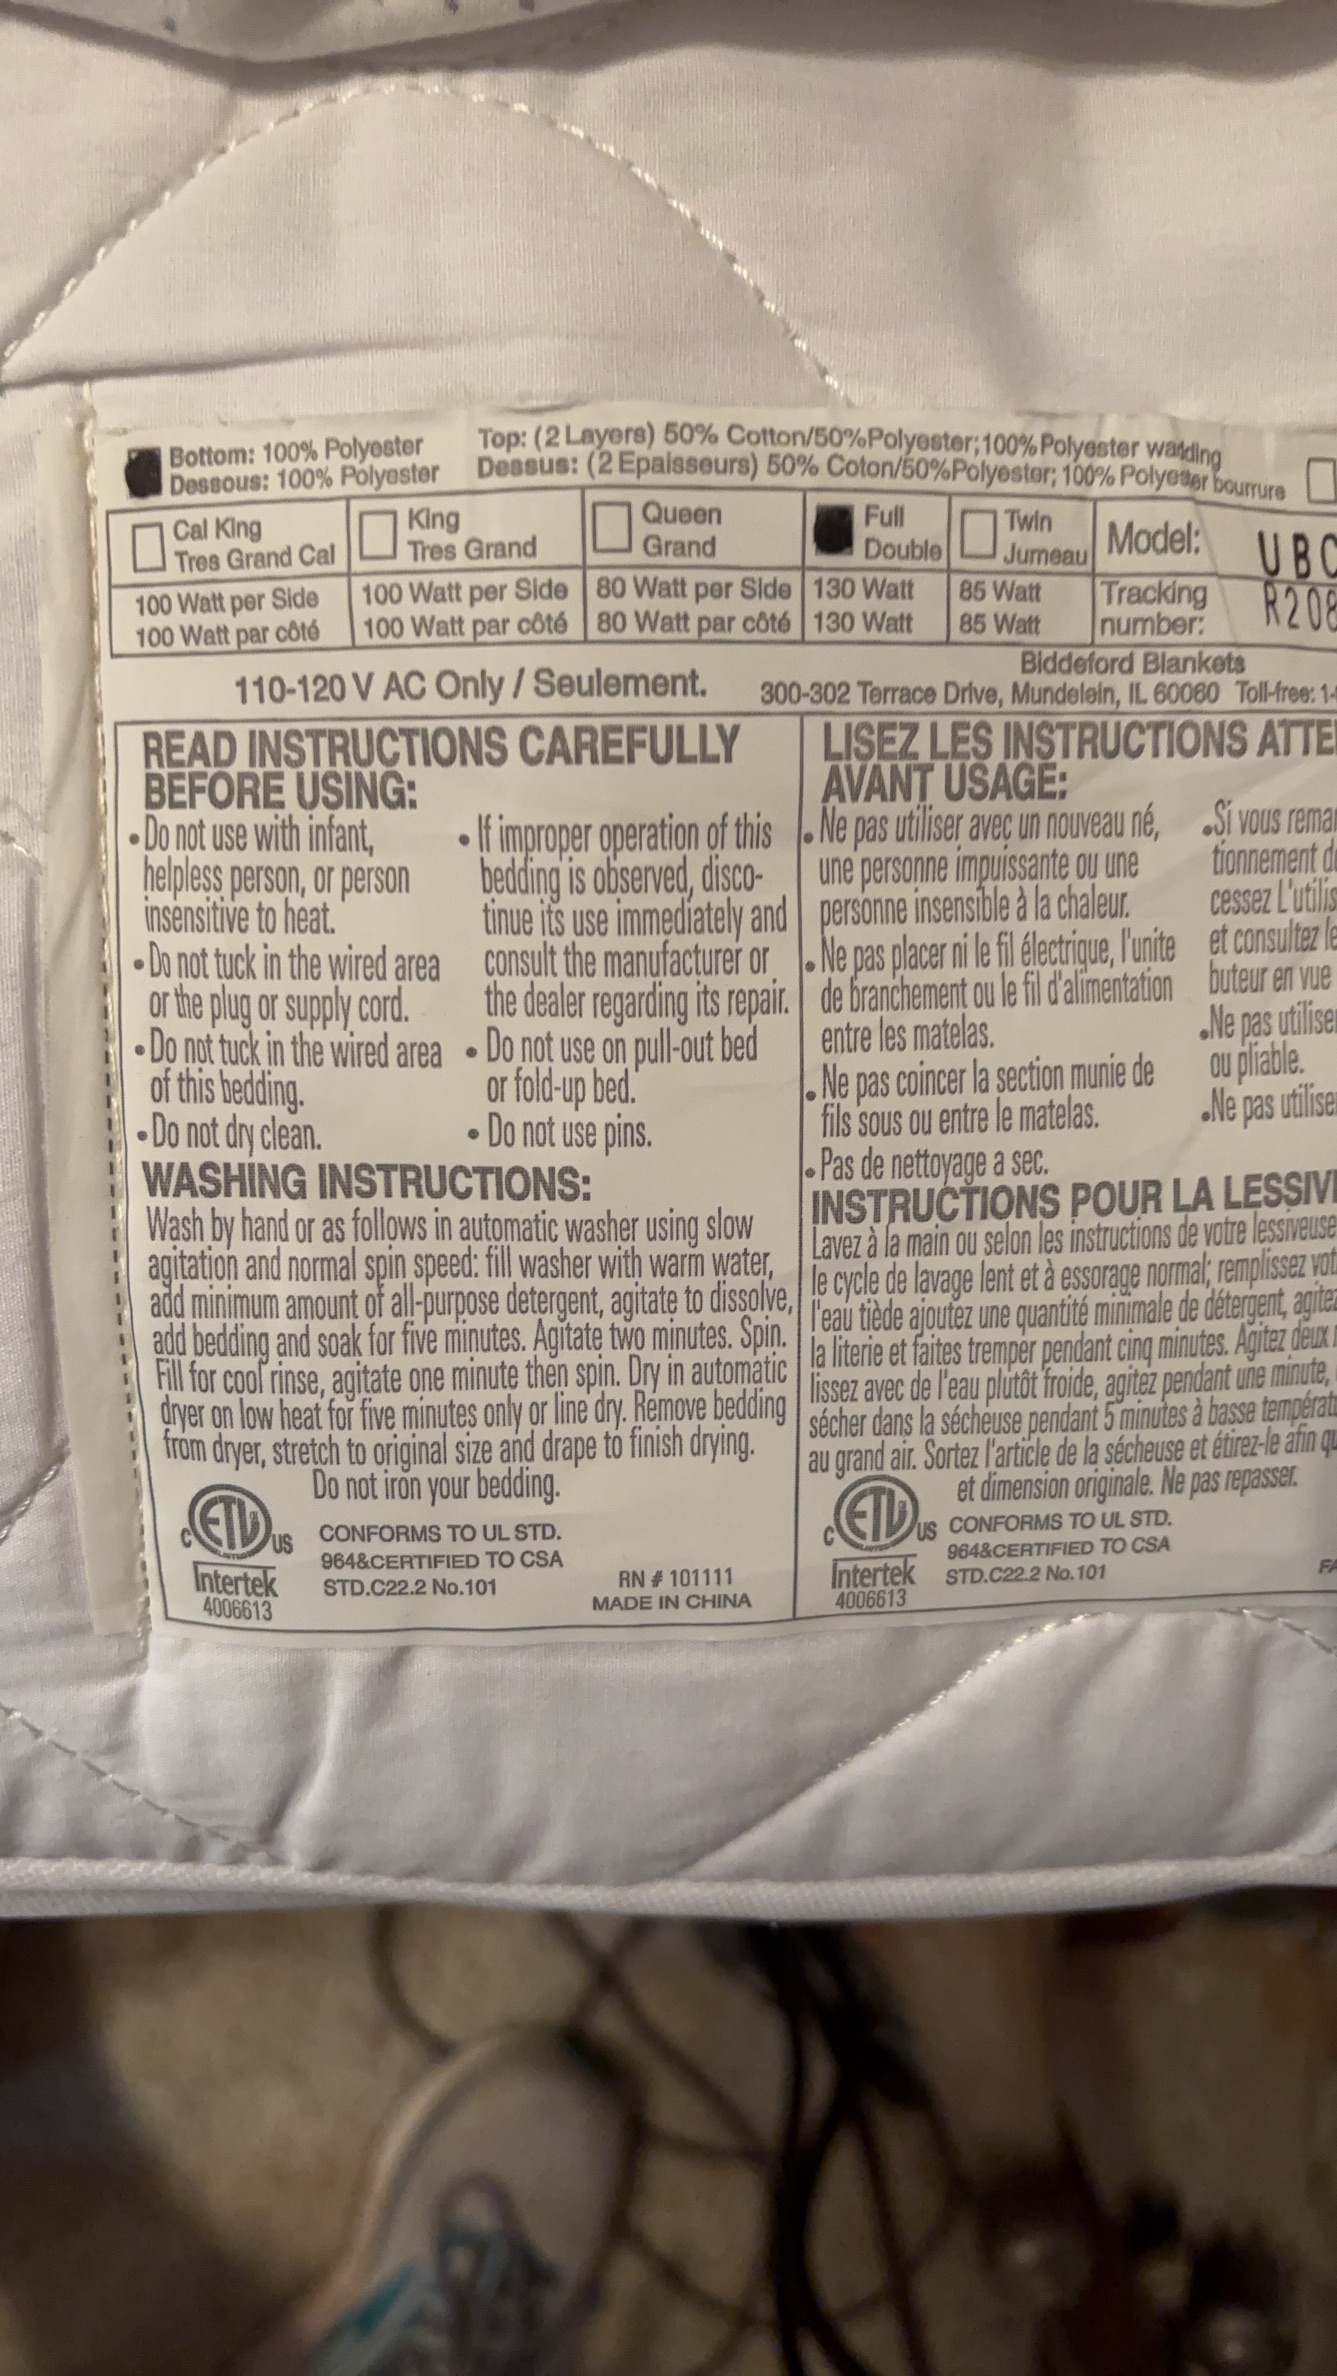 Bottom: 100% Polyester
Dessous: 100% Polyester
Top: (2 Layers) 50% Cotton/50%Polyester;100% Polyester wadding
Dessus: (2 Epaisseurs) 50% Coton/50%Polyester; 100% Polyester bourrure
Cal King
Tres Grand Cal
King
Tres Grand
Queen
Grand
Full
Double
Twin
Jumeau
Model: UBC
100 Watt per Side
100 Watt par côté
100 Watt per Side
100 Watt par côté
80 Watt per Side
80 Watt par côté
130 Watt
130 Watt
85 Watt
85 Watt
Tracking
number:
R208
110-120 V AC Only / Seulement.
Biddeford Blankets
300-302 Terrace Drive, Mundelein, IL 60060 Toll-free: 1-
READ INSTRUCTIONS CAREFULLY
BEFORE USING:
• Do not use with infant,
helpless person, or person
insensitive to heat.
• Do not tuck in the wired area
or the plug or supply cord.
• Do not tuck in the wired area
of this bedding.
• Do not dry clean.
• If improper operation of this
bedding is observed, disco-
tinue its use immediately and
consult the manufacturer or
the dealer regarding its repair.
• Do not use on pull-out bed
or fold-up bed.
• Do not use pins.
WASHING INSTRUCTIONS:
Wash by hand or as follows in automatic washer using slow
agitation and normal spin speed: fill washer with warm water,
add minimum amount of all-purpose detergent, agitate to dissolve,
add bedding and soak for five minutes. Agitate two minutes. Spin.
Fill for cool rinse, agitate one minute then spin. Dry in automatic
dryer on low heat for five minutes only or line dry. Remove bedding
from dryer, stretch to original size and drape to finish drying.
Do not iron your bedding.
C ETL US
Intertek
4006613
CONFORMS TO UL STD.
964&CERTIFIED TO CSA
STD.C22.2 No.101
RN # 101111
MADE IN CHINA
LISEZ LES INSTRUCTIONS ATTE
AVANT USAGE:
• Ne pas utiliser avec un nouveau né,
une personne impuissante ou une
personne insensible à la chaleur.
• Ne pas placer ni le fil électrique, l'unite
de branchement ou le fil d'alimentation
entre les matelas.
• Ne pas coincer la section munie de
fils sous ou entre le matelas.
• Pas de nettoyage a sec.
• Si vous remar
tionnement de
cessez L'utilis
et consultez le
buteur en vue
• Ne pas utiliser
ou pliable.
• Ne pas utiliser
INSTRUCTIONS POUR LA LESSIVE
Lavez à la main ou selon les instructions de votre lessiveuse
le cycle de lavage lent et à essorage normal; remplissez vot
l'eau tiède ajoutez une quantité minimale de détergent, agitez
la literie et faites tremper pendant cinq minutes. Agitez deux
lissez avec de l'eau plutôt froide, agitez pendant une minute,
sécher dans la sécheuse pendant 5 minutes à basse températ
au grand air. Sortez l'article de la sécheuse et étirez-le afin qu
et dimension originale. Ne pas repasser.
C ETL US
Intertek
4006613
CONFORMS TO UL STD.
964&CERTIFIED TO CSA
STD.C22.2 No.101
FA